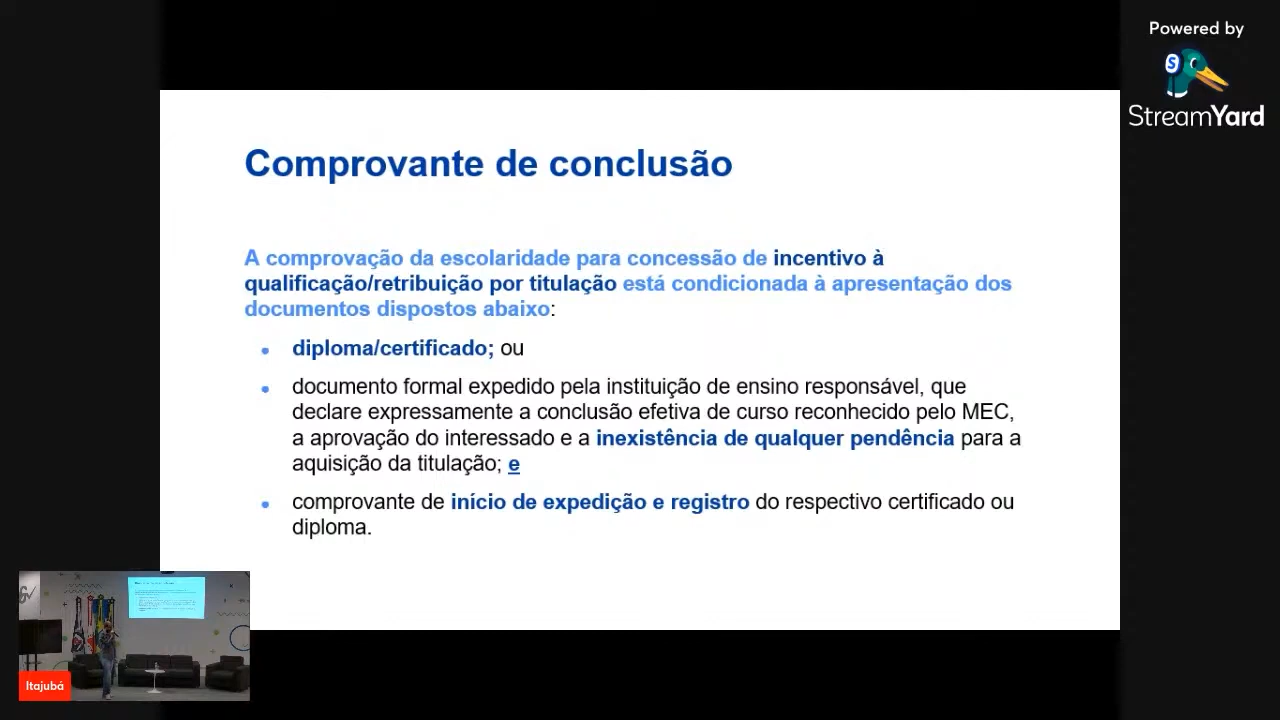 Powered by
StreamYard
Comprovante de conclusão
A comprovação da escolaridade para concessão de incentivo à
qualificação/retribuição por titulação está condicionada à apresentação dos
documentos dispostos abaixo:
• diploma/certificado; ou
• documento formal expedido pela instituição de ensino responsável, que
declare expressamente a conclusão efetiva de curso reconhecido pelo MEC,
a aprovação do interessado e a inexistência de qualquer pendência para a
aquisição da titulação; e
• comprovante de início de expedição e registro do respectivo certificado ou
diploma.
Itajubá